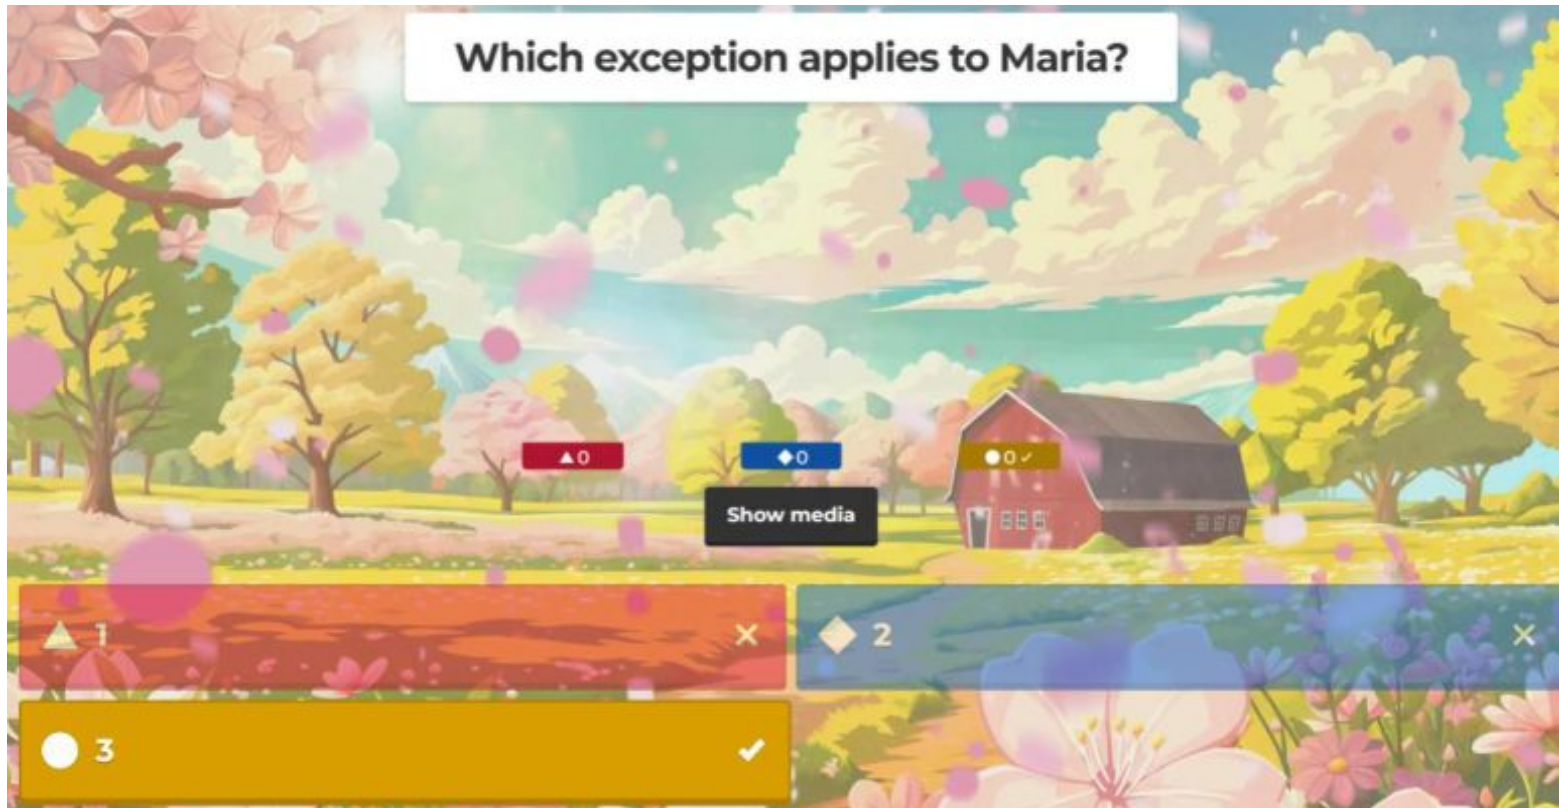 Which exception applies to Maria?
▲0
◆0
●0 ✓
Show media
▲ 1 ✕
◆ 2 ✕
● 3 ✓